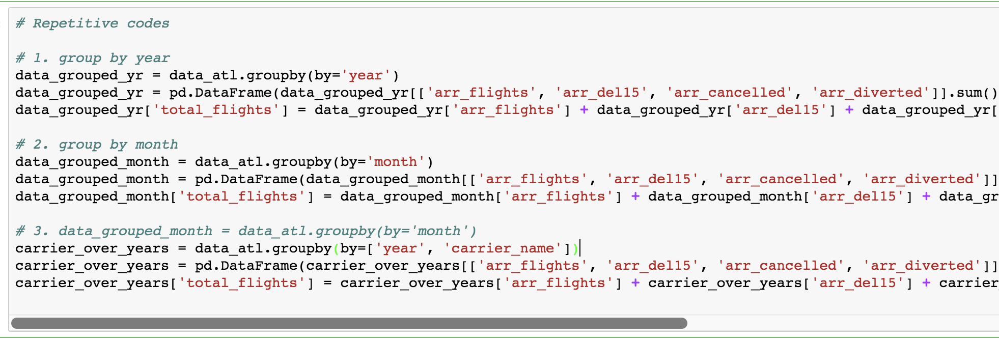 # Repetitive codes
# 1. group by year
data_grouped_yr = data_atl.groupby(by='year')
data_grouped_yr = pd.DataFrame(data_grouped_yr[['arr_flights', 'arr_del15', 'arr_cancelled', 'arr_diverted']].sum()
data_grouped_yr['total_flights'] = data_grouped_yr['arr_flights'] + data_grouped_yr['arr_del15'] + data_grouped_yr[
# 2. group by month
data_grouped_month = data_atl.groupby(by='month')
data_grouped_month = pd.DataFrame(data_grouped_month[['arr_flights', 'arr_del15', 'arr_cancelled', 'arr_diverted']]
data_grouped_month['total_flights'] = data_grouped_month['arr_flights'] + data_grouped_month['arr_del15'] + data_gr
# 3. data_grouped_month = data_atl.groupby(by='month')
carrier_over_years = data_atl.groupby(by=['year', 'carrier_name'])
carrier_over_years = pd.DataFrame(carrier_over_years[['arr_flights', 'arr_del15', 'arr_cancelled', 'arr_diverted']]
carrier_over_years['total_flights'] = carrier_over_years['arr_flights'] + carrier_over_years['arr_del15'] + carrier